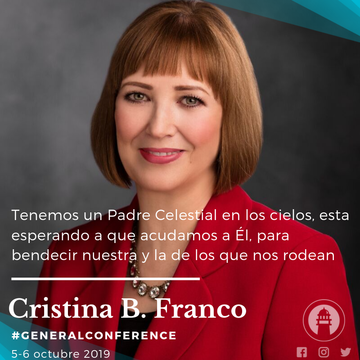 Tenemos un Padre Celestial en los cielos, esta
esperando a que acudamos a Él, para
bendecir nuestra y la de los que nos rodean
Cristina B. Franco
#GENERALCONFERENCE
5-6 octubre 2019